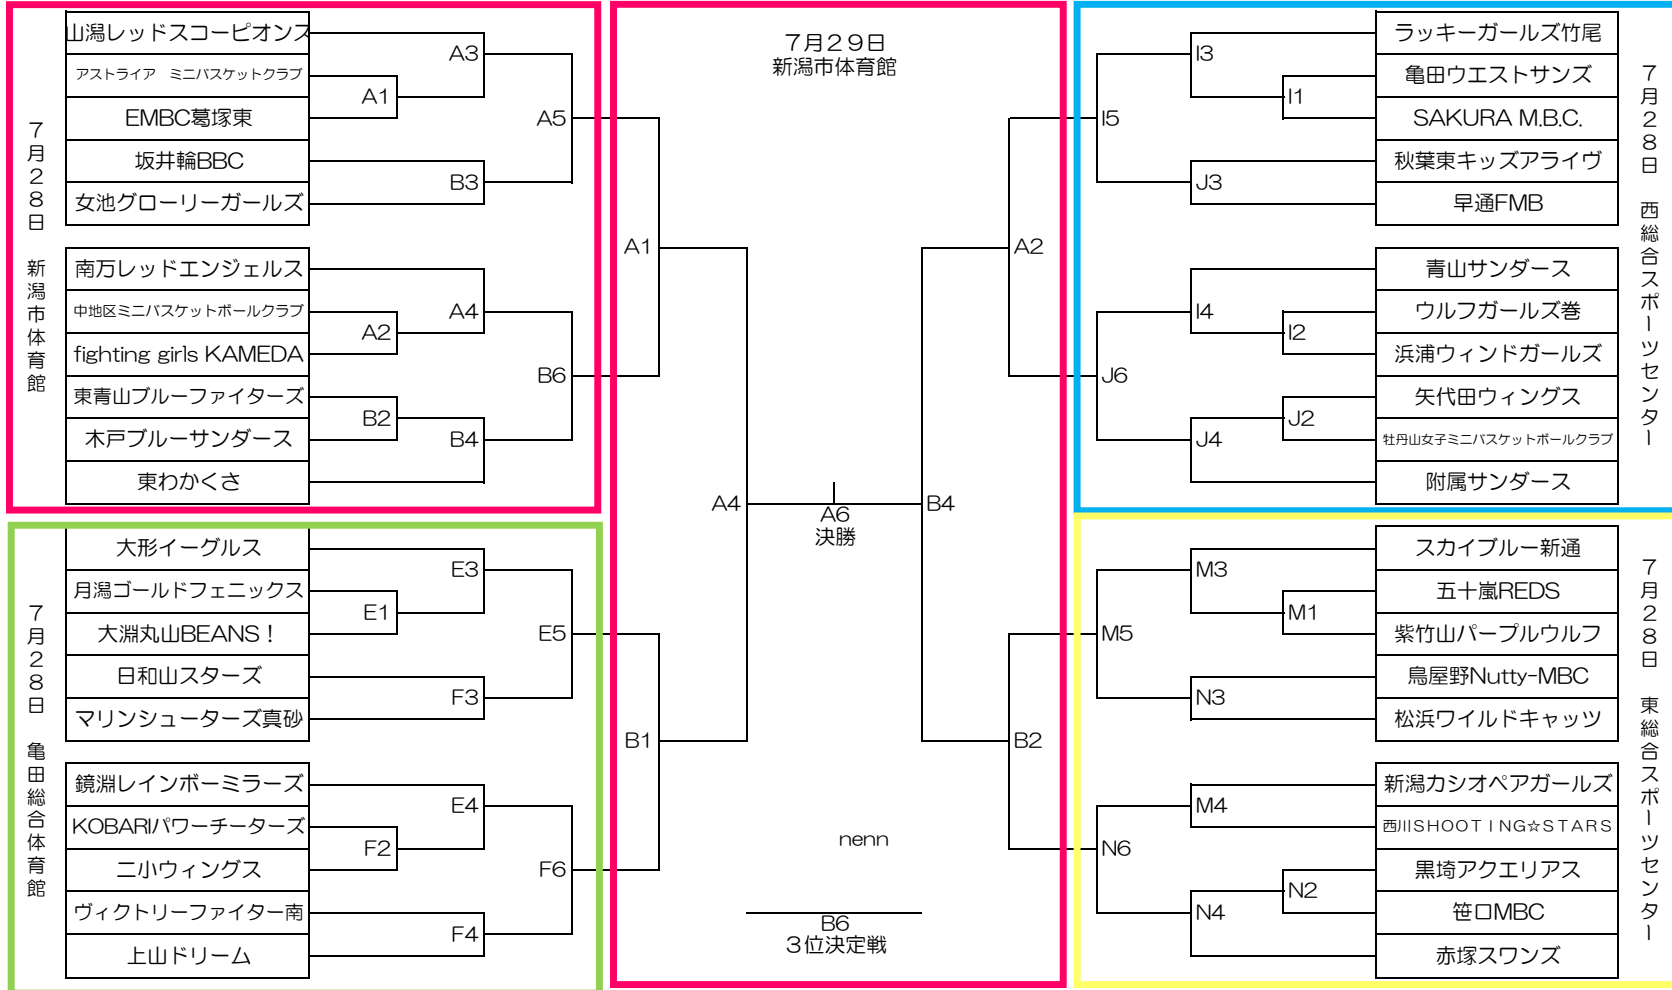 ７月２８日　新潟市体育館
山潟レッドスコーピオンズ
アストライア　ミニバスケットクラブ
EMBC葛塚東
坂井輪BBC
女池グローリーガールズ
南万レッドエンジェルス
中地区ミニバスケットボールクラブ
fighting girls KAMEDA
東青山ブルーファイターズ
木戸ブルーサンダース
東わかくさ
A3
A1
A5
B3
A4
A2
B6
B2
B4
７月２８日　亀田総合体育館
大形イーグルス
月潟ゴールドフェニックス
大淵丸山BEANS！
日和山スターズ
マリンシューターズ真砂
鏡淵レインボーミラーズ
KOBARIパワーチーターズ
二小ウィングス
ヴィクトリーファイター南
上山ドリーム
E3
E1
E5
F3
E4
F2
F6
F4
７月２９日
新潟市体育館
A1
A2
A4
A6
決勝
B4
B1
B2
nenn
B6
３位決定戦
I3
I1
I5
J3
I4
I2
J6
J2
J4
ラッキーガールズ竹尾
亀田ウエストサンズ
SAKURA M.B.C.
秋葉東キッズアライヴ
早通FMB
青山サンダース
ウルフガールズ巻
浜浦ウィンドガールズ
矢代田ウィングス
牡丹山女子ミニバスケットボールクラブ
附属サンダース
７月２８日　西総合スポーツセンター
M3
M1
M5
N3
M4
N6
N2
N4
スカイブルー新通
五十嵐REDS
紫竹山パープルウルフ
鳥屋野Nutty-MBC
松浜ワイルドキャッツ
新潟カシオペアガールズ
西川ＳＨＯＯＴＩＮＧ☆ＳＴＡＲＳ
黒埼アクエリアス
笹口MBC
赤塚スワンズ
７月２８日　東総合スポーツセンター